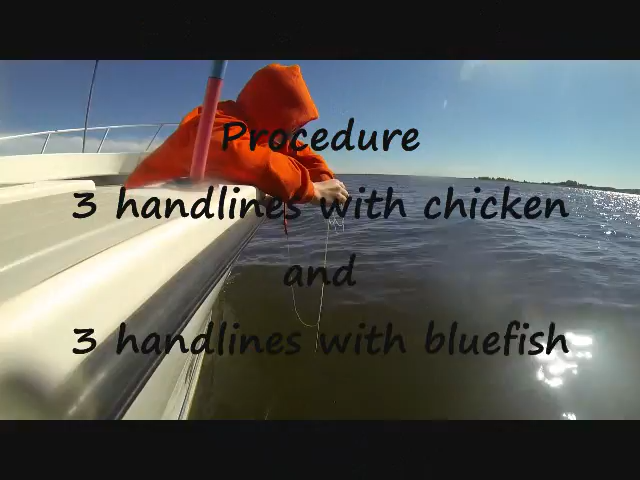 Procedure
3 handlines with chicken
and
3 handlines with bluefish